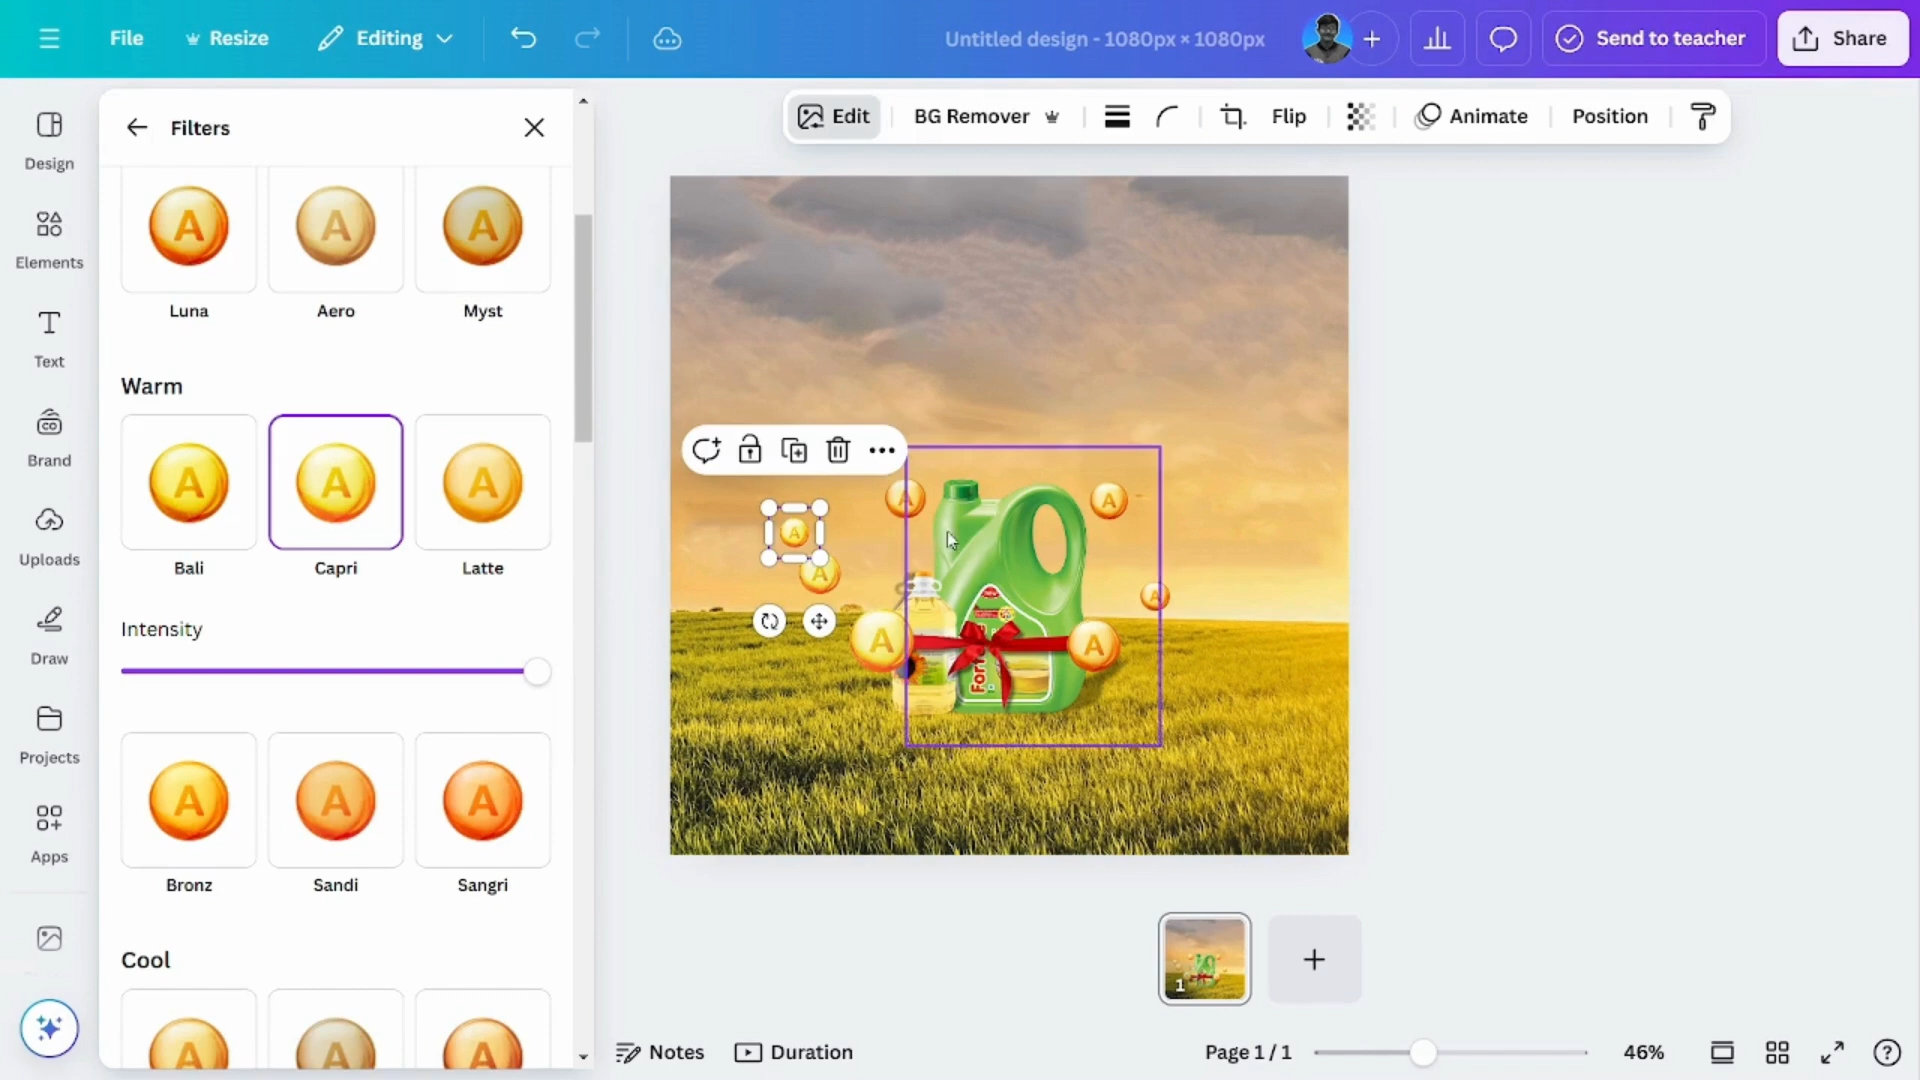 File
Resize
Editing
Untitled design - 1080px × 1080px
Send to teacher
Share
Design
Elements
Text
Brand
Uploads
Draw
Projects
Apps
Filters
A A A
Luna Aero Myst
Warm
A A A
Bali Capri Latte
Intensity
A A A
Bronz Sandi Sangri
Cool
A A A
Edit
BG Remover
Flip
Animate
Position
A
A
A
A
A
A
A
1
Notes
Duration
Page 1 / 1
46%